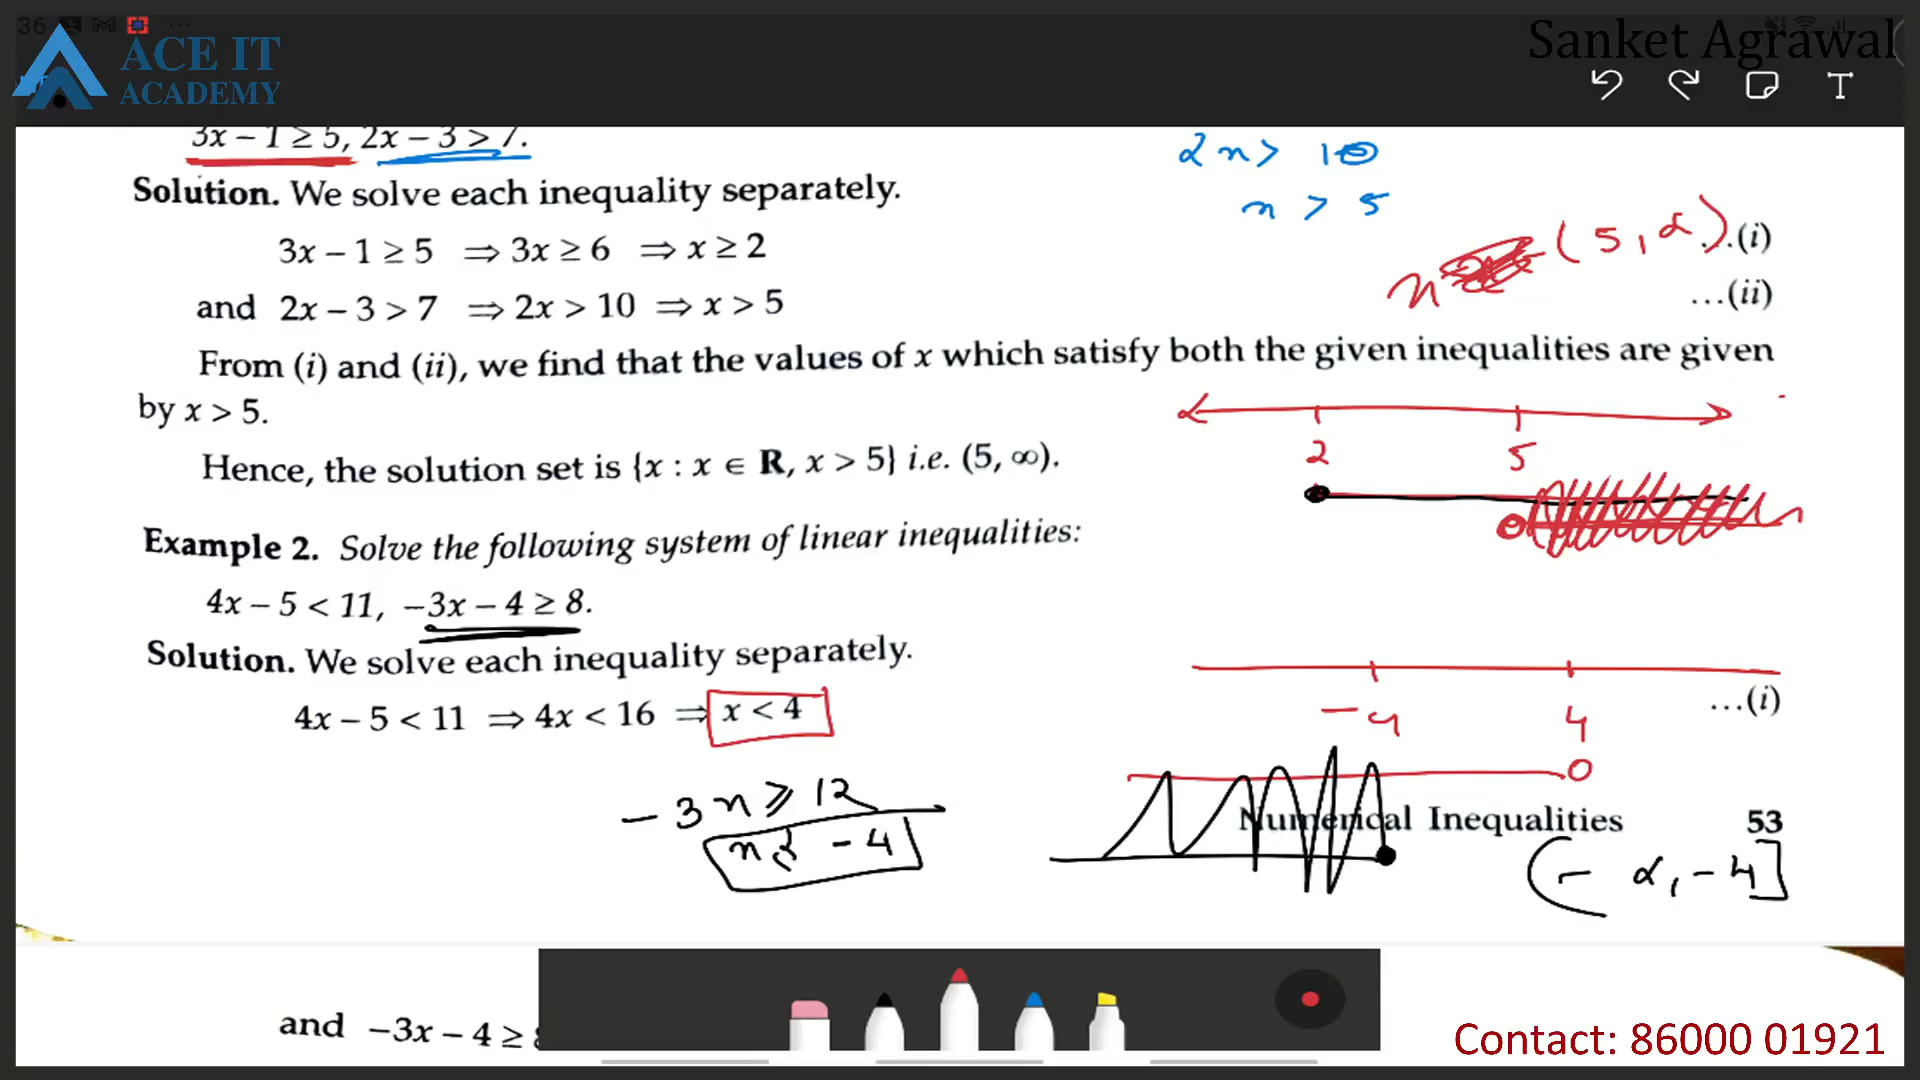 36
ACE IT
ACADEMY
Sanket Agrawal
T
3x – 1 ≥ 5, 2x – 3 > 7.
2x > 10
x > 5
Solution. We solve each inequality separately.
3x – 1 ≥ 5 ⇒ 3x ≥ 6 ⇒ x ≥ 2 ...(i)
x (5, ∞)
and 2x – 3 > 7 ⇒ 2x > 10 ⇒ x > 5 ...(ii)
From (i) and (ii), we find that the values of x which satisfy both the given inequalities are given
by x > 5.
2 5
Hence, the solution set is {x : x ∈ R, x > 5} i.e. (5, ∞).
Example 2. Solve the following system of linear inequalities:
4x – 5 < 11, –3x – 4 ≥ 8.
Solution. We solve each inequality separately.
4x – 5 < 11 ⇒ 4x < 16 ⇒ x < 4 ...(i)
–4 4
–3x ≥ 12
x ≤ –4
Numerical Inequalities 53
(–∞, –4]
and –3x – 4 ≥
Contact: 86000 01921